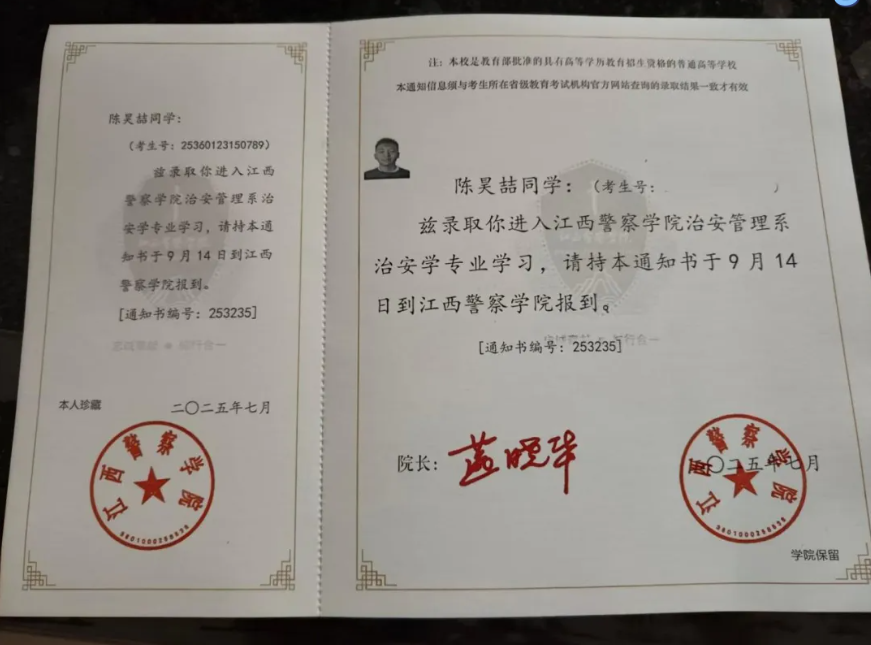 陈昊喆同学：
（考生号：25360123150789）
兹录取你进入江西
警察学院治安管理系治
安学专业学习，请持本通
知书于9月14日到江西
警察学院报到。
[通知书编号：253235]
本人珍藏
二〇二五年七月
江西警察学院
注：本校是教育部批准的具有高等学历教育招生资格的普通高等学校
本通知信息须与考生所在省级教育考试机构官方网站查询的录取结果一致才有效
陈昊喆同学：（考生号： ）
兹录取你进入江西警察学院治安管理系
治安学专业学习，请持本通知书于9月14
日到江西警察学院报到。
[通知书编号：253235]
院长：
二〇二五年七月
江西警察学院
学院保留